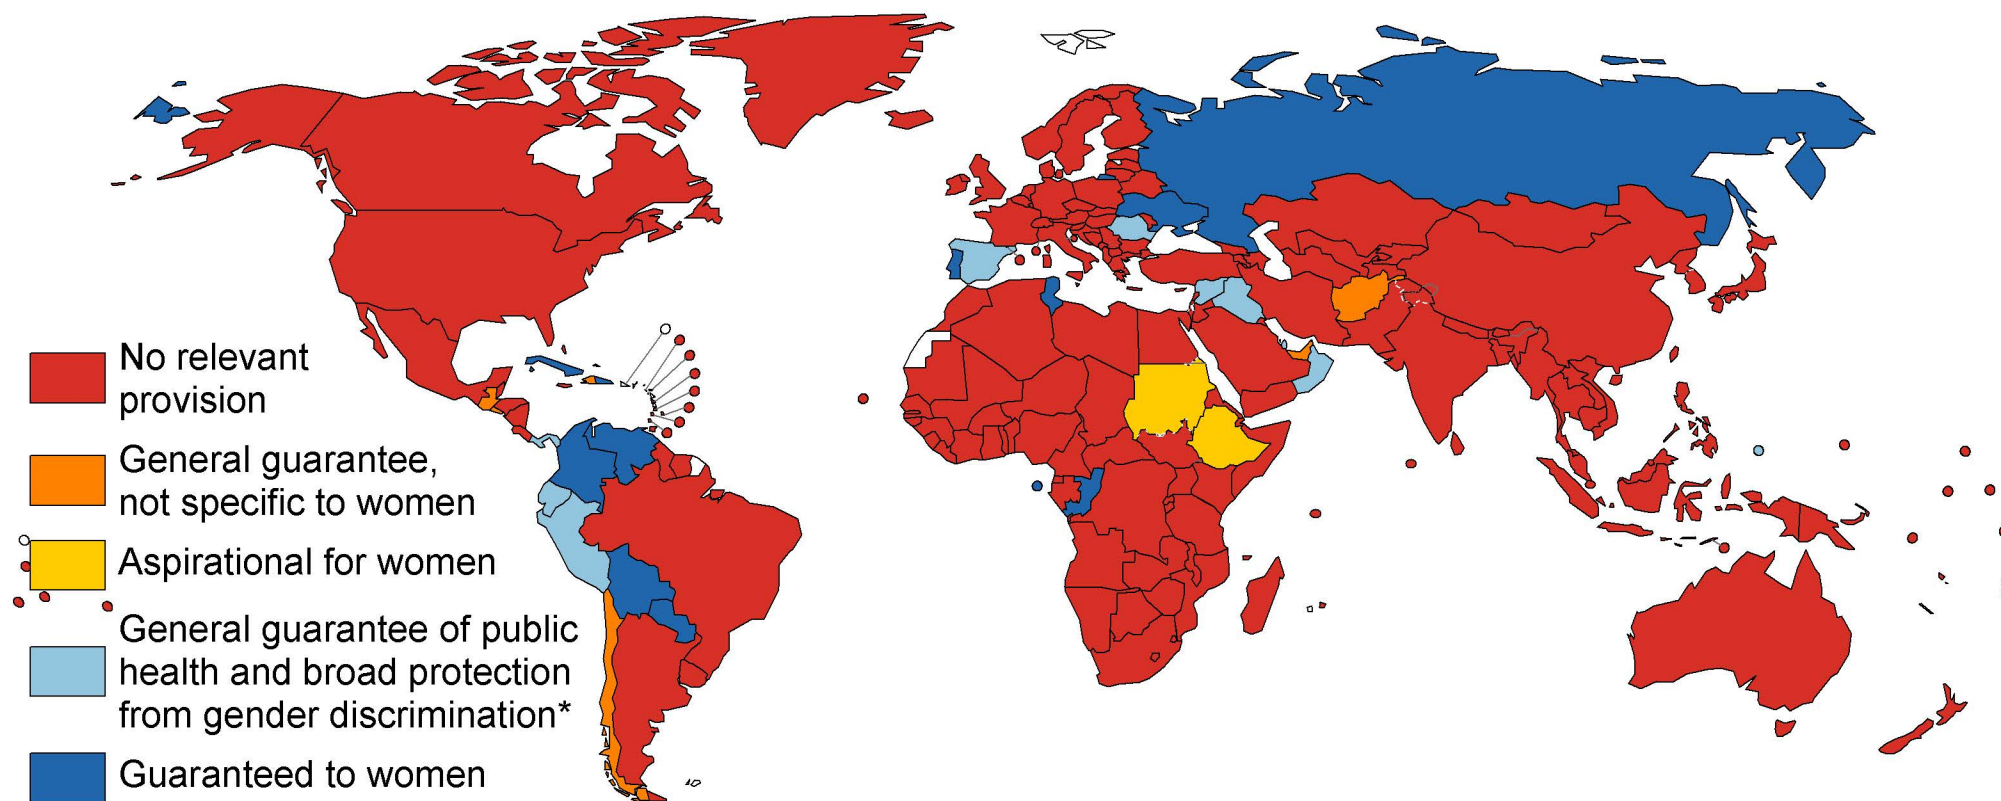 No relevant
provision
General guarantee,
not specific to women
Aspirational for women
General guarantee of public
health and broad protection
from gender discrimination*
Guaranteed to women